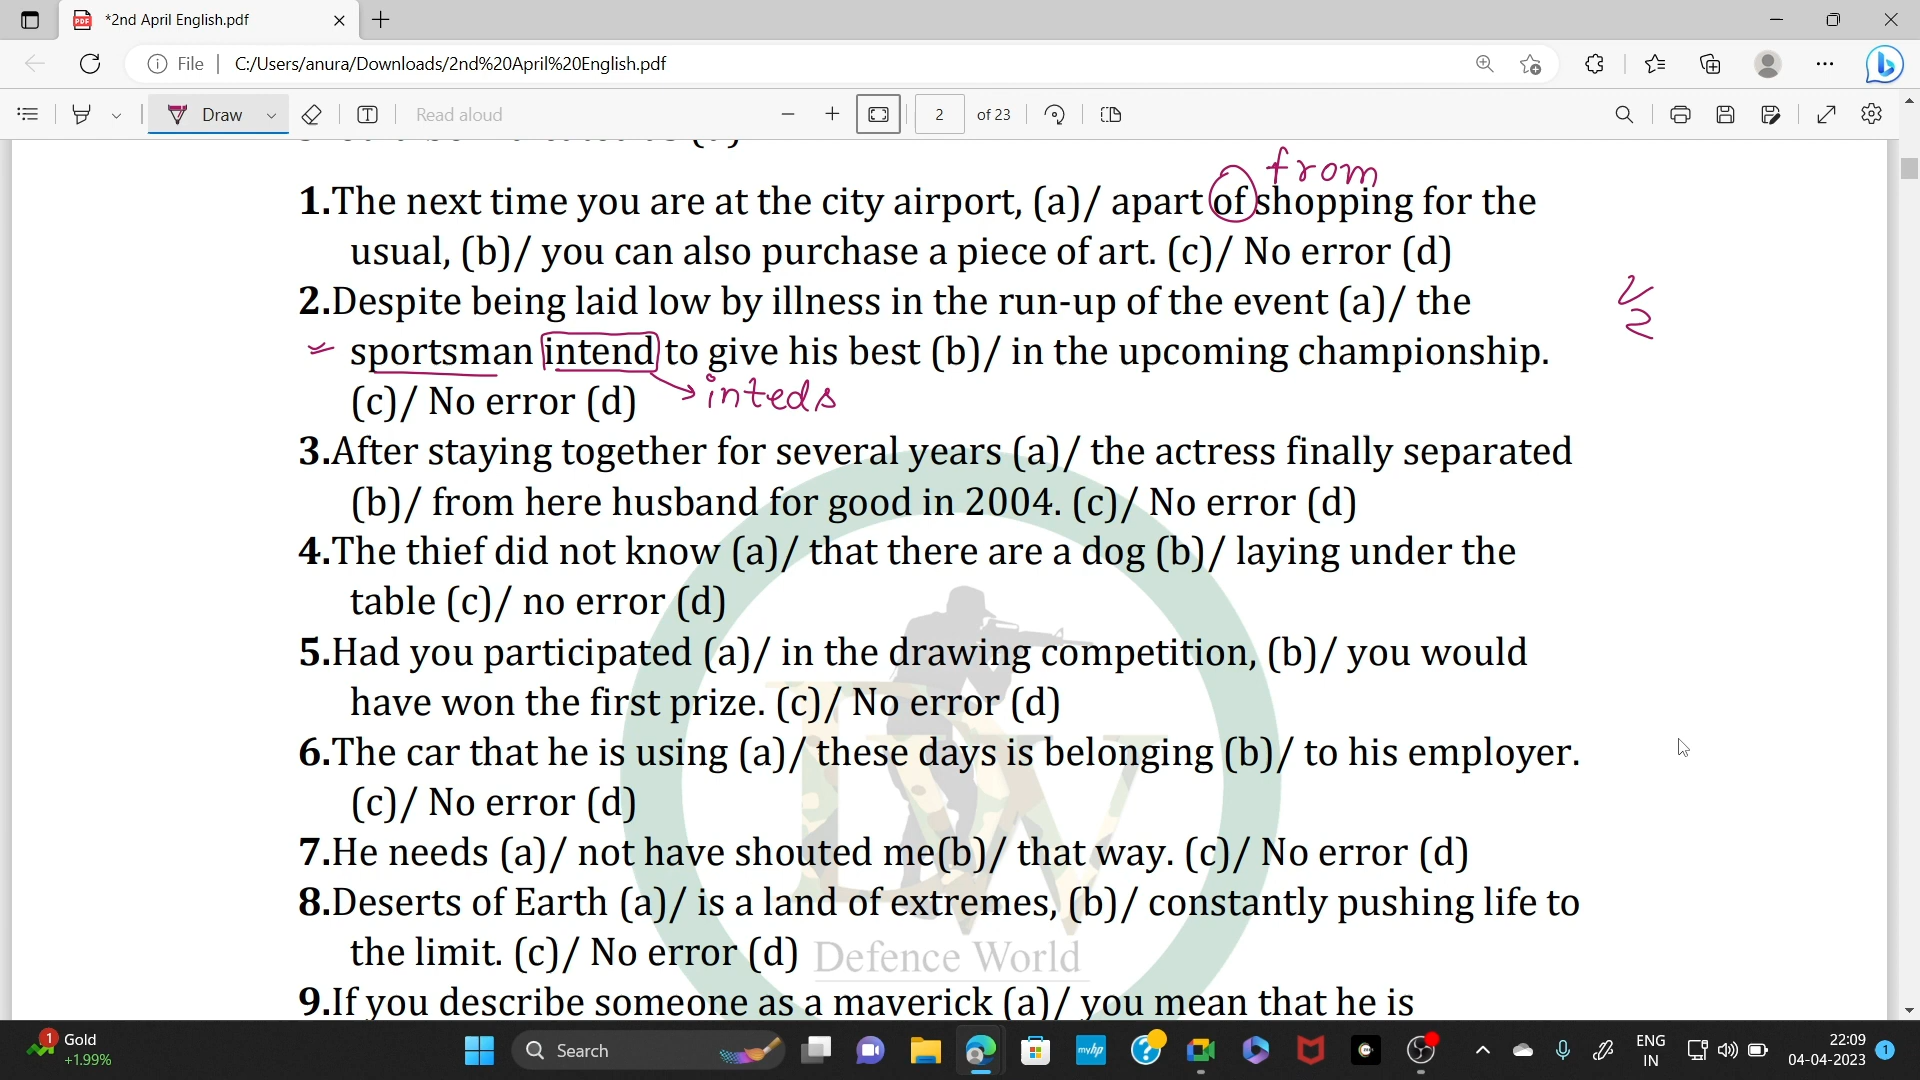 *2nd April English.pdf
File
C:/Users/anura/Downloads/2nd%20April%20English.pdf
Draw
Read aloud
2 of 23
from
1.The next time you are at the city airport, (a)/ apart of shopping for the
usual, (b)/ you can also purchase a piece of art. (c)/ No error (d)
2.Despite being laid low by illness in the run-up of the event (a)/ the
sportsman intend to give his best (b)/ in the upcoming championship.
(c)/ No error (d)
inteds
3.After staying together for several years (a)/ the actress finally separated
(b)/ from here husband for good in 2004. (c)/ No error (d)
4.The thief did not know (a)/ that there are a dog (b)/ laying under the
table (c)/ no error (d)
5.Had you participated (a)/ in the drawing competition, (b)/ you would
have won the first prize. (c)/ No error (d)
6.The car that he is using (a)/ these days is belonging (b)/ to his employer.
(c)/ No error (d)
7.He needs (a)/ not have shouted me(b)/ that way. (c)/ No error (d)
8.Deserts of Earth (a)/ is a land of extremes, (b)/ constantly pushing life to
the limit. (c)/ No error (d)
Defence World
9.If you describe someone as a maverick (a)/ you mean that he is
1
Gold
+1.99%
Search
myhp
ENG
IN
22:09
04-04-2023
1